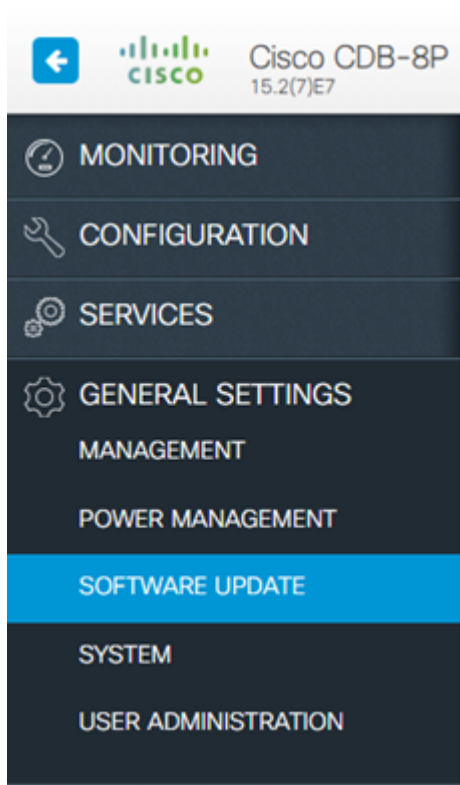 CISCO
Cisco CDB-8P
15.2(7)E7
MONITORING
CONFIGURATION
SERVICES
GENERAL SETTINGS
MANAGEMENT
POWER MANAGEMENT
SOFTWARE UPDATE
SYSTEM
USER ADMINISTRATION